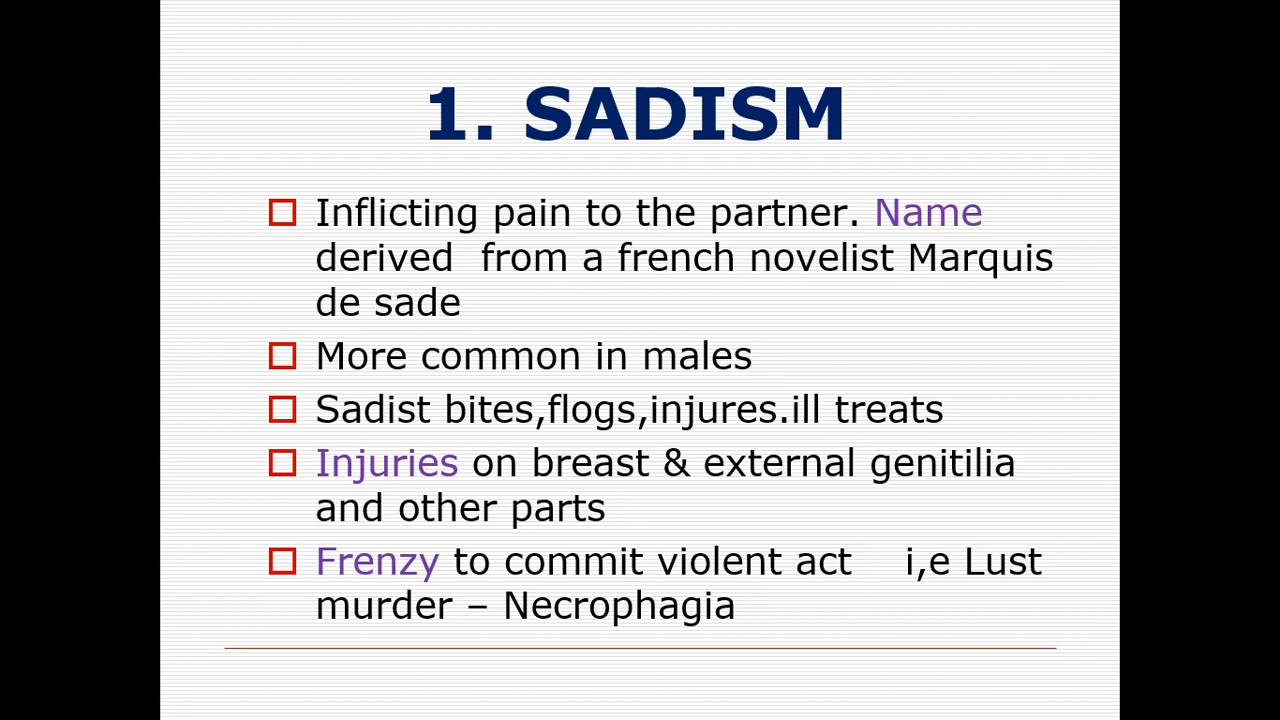 1. SADISM
Inflicting pain to the partner. Name
derived  from a french novelist Marquis
de sade
More common in males
Sadist bites,flogs,injures.ill treats
Injuries on breast & external genitilia
and other parts
Frenzy to commit violent act    i,e Lust
murder – Necrophagia